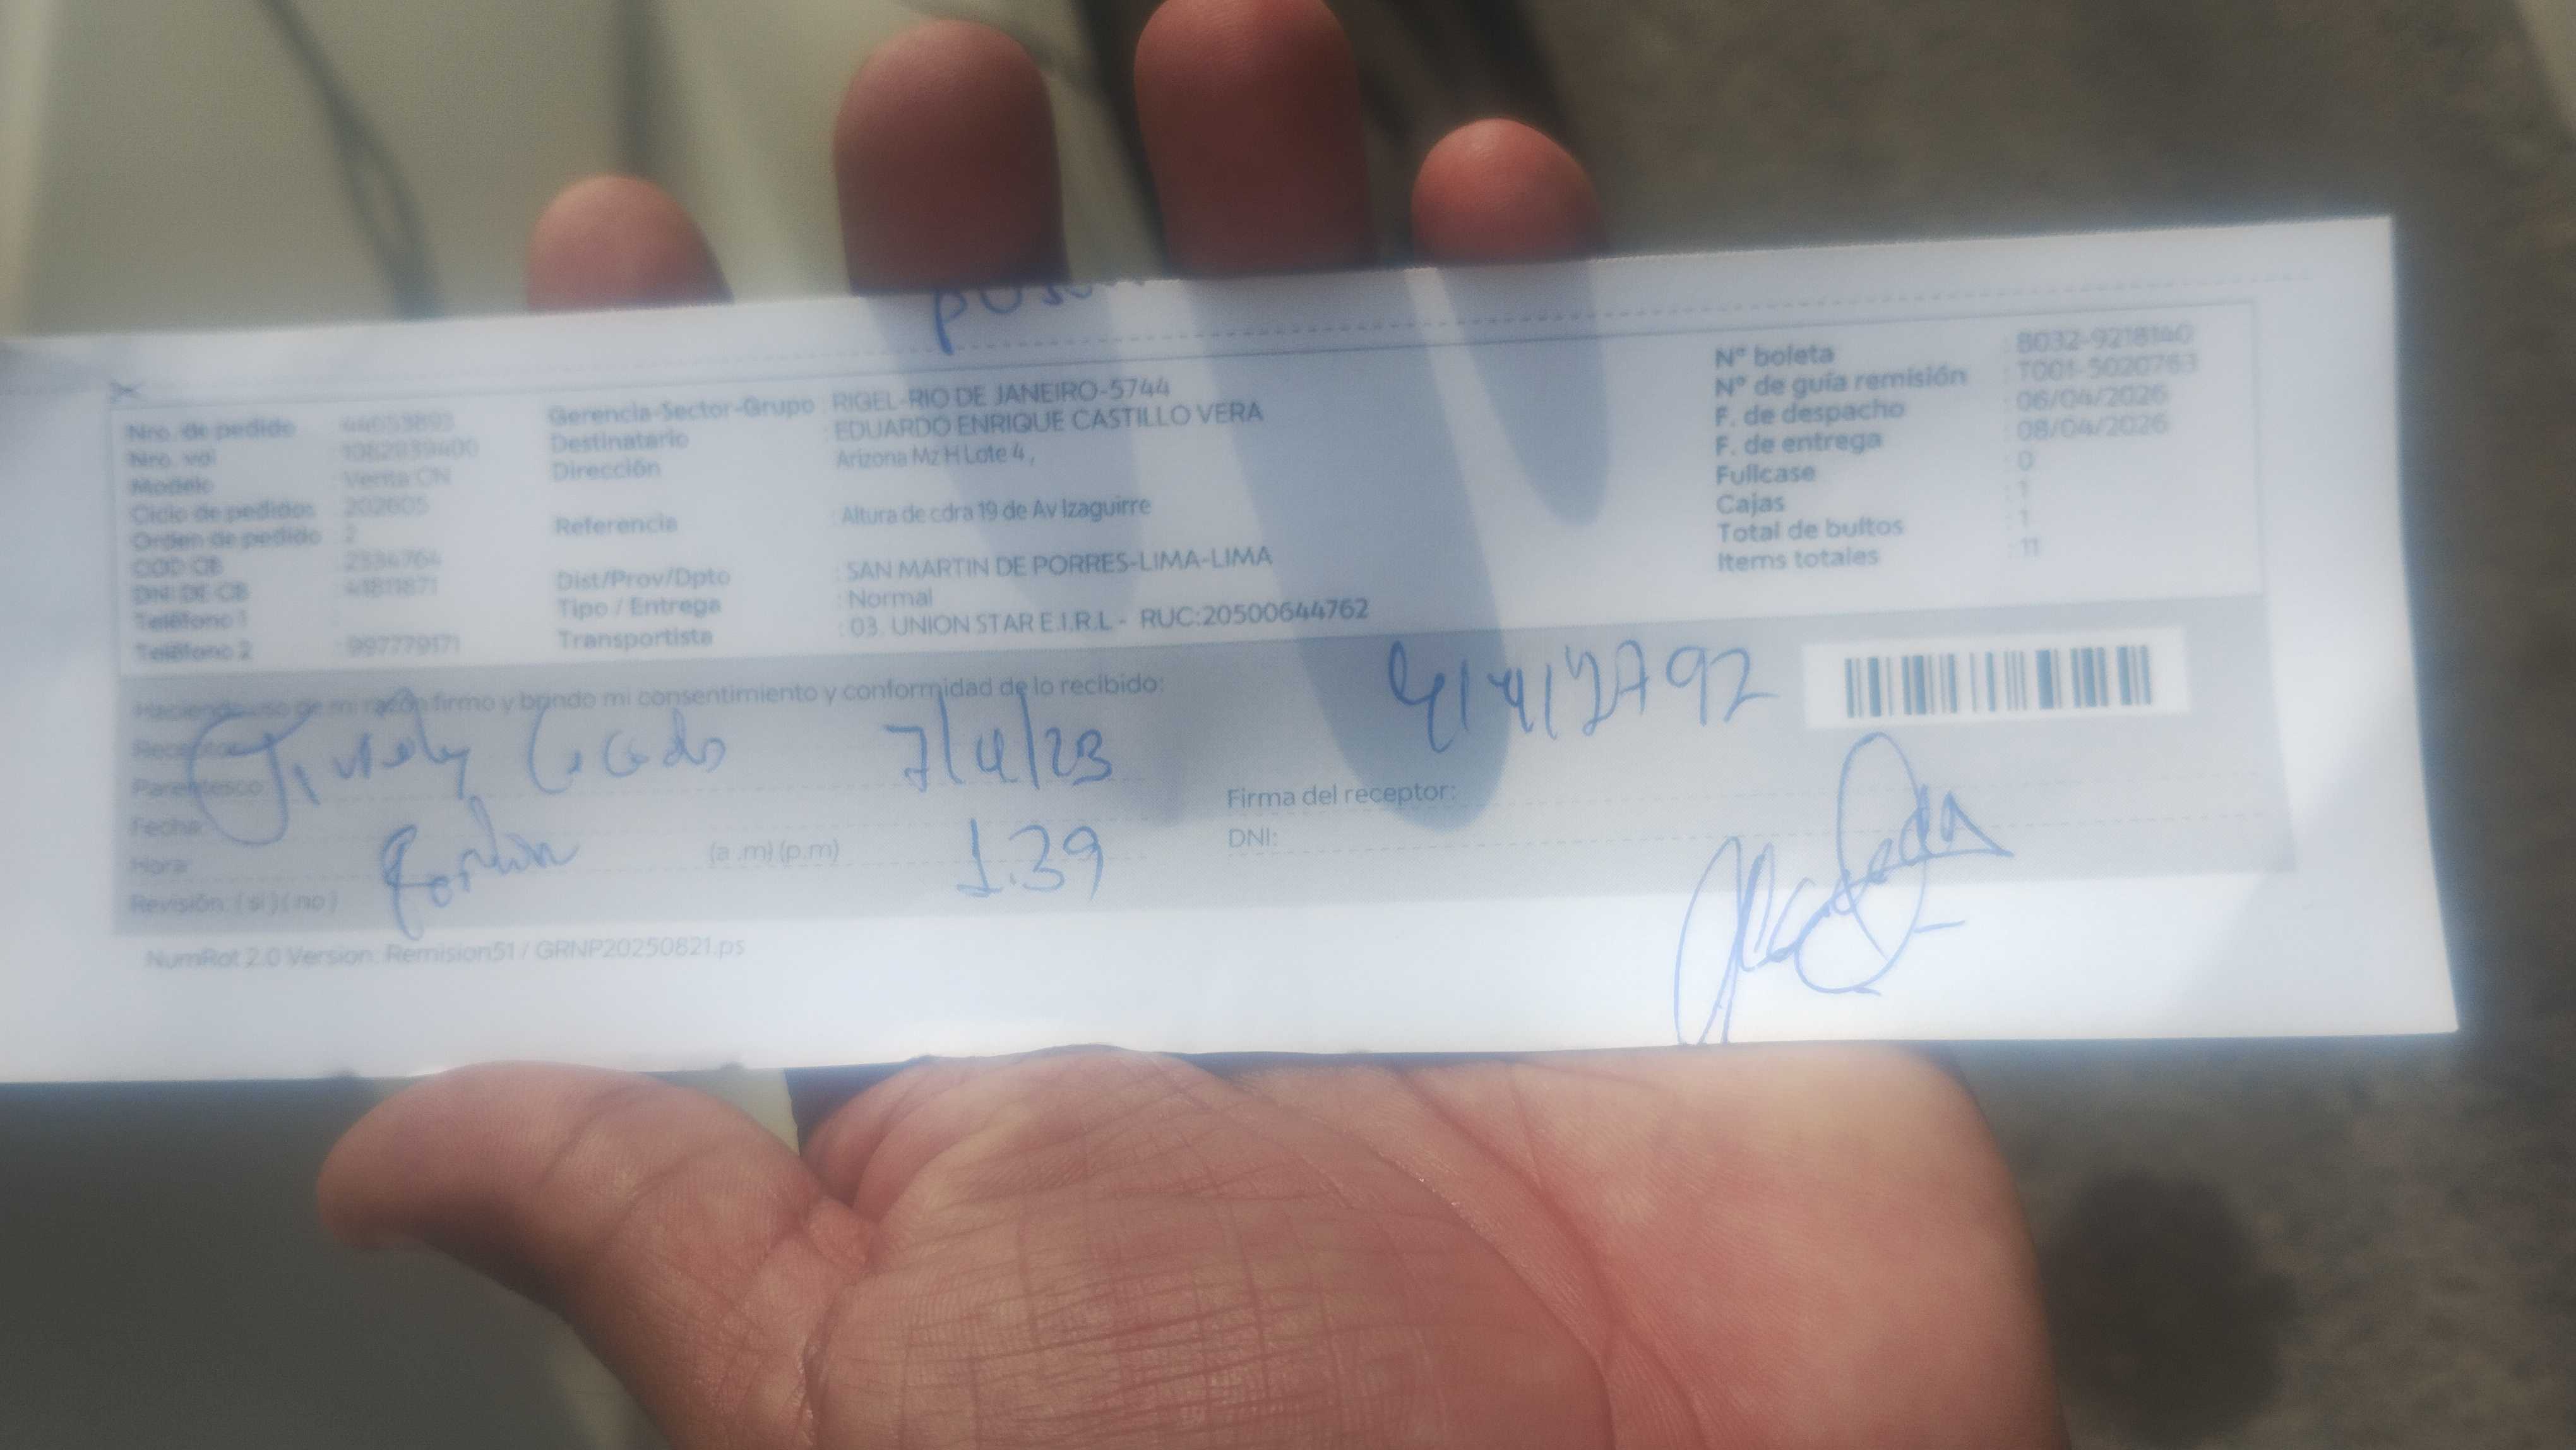 Nro. de pedido : 44053893
Nro. vol : 1082939400
Modelo : Venta CN
Ciclo de pedidos : 202605
Orden de pedido : 2
COD CB : 2334764
DNI DE CB
Teléfono 1 :
Teléfono 2 : 997779171
Gerencia-Sector-Grupo : RIGEL-RIO DE JANEIRO-5744
Destinatario : EDUARDO ENRIQUE CASTILLO VERA
Dirección : Arizona Mz H Lote 4,
Referencia : Altura de cdra 19 de Av Izaguirre
Dist/Prov/Dpto : SAN MARTIN DE PORRES-LIMA-LIMA
Tipo / Entrega : Normal
Transportista : 03. UNION STAR E.I.R.L - RUC:20500644762
N° boleta : B032-9218140
N° de guía remisión : T001-5020763
F. de despacho : 06/04/2026
F. de entrega : 08/04/2026
Fullcase : 0
Cajas : 1
Total de bultos : 1
Items totales : 11
Haciendo uso de mi razón firmo y brindo mi consentimiento y conformidad de lo recibido:
Receptor:
Parentesco: 7/4/23
Fecha:
Hora: (a .m) (p.m) 1.39
Revisión: ( si ) ( no )
Firma del receptor:
DNI:
NumRot 2.0 Version. Remision51 / GRNP20250821.ps